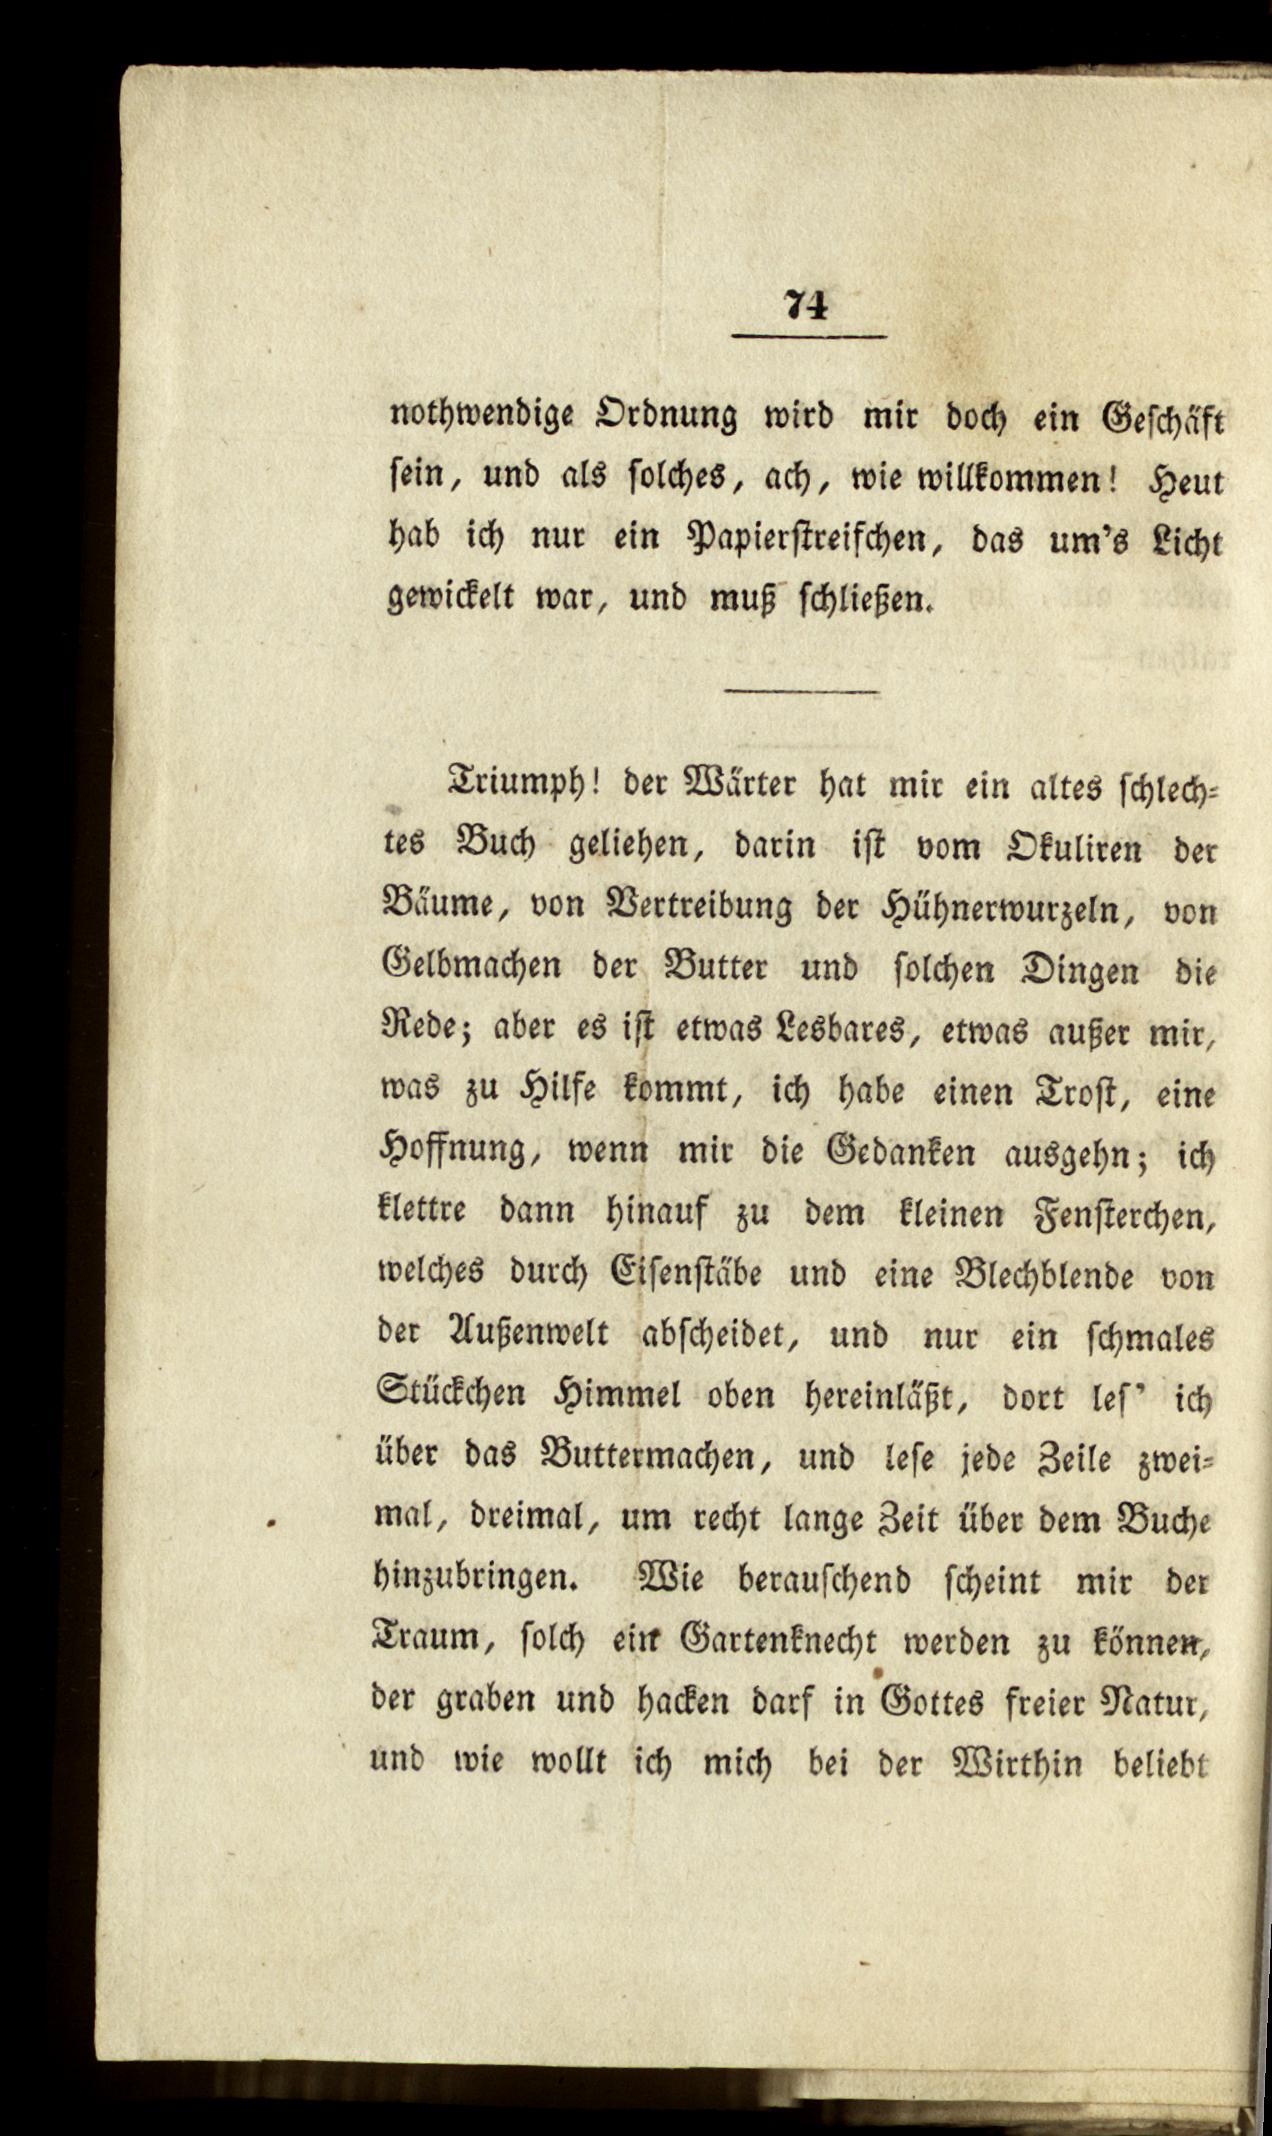 74
nothwendige Ordnung wird mir doch ein Geschäft
sein, und als solches, ach, wie willkommen! Heut
hab ich nur ein Papierstreifchen, das um's Licht
gewickelt war, und muß schließen.
Triumph! der Wärter hat mir ein altes schlech-
tes Buch geliehen, darin ist vom Okuliren der
Bäume, von Vertreibung der Hühnerwurzeln, von
Gelbmachen der Butter und solchen Dingen die
Rede; aber es ist etwas Lesbares, etwas außer mir,
was zu Hilfe kommt, ich habe einen Trost, eine
Hoffnung, wenn mir die Gedanken ausgehn; ich
klettre dann hinauf zu dem kleinen Fensterchen,
welches durch Eisenstäbe und eine Blechblende von
der Außenwelt abscheidet, und nur ein schmales
Stückchen Himmel oben hereinläßt, dort les' ich
über das Buttermachen, und lese jede Zeile zwei-
mal, dreimal, um recht lange Zeit über dem Buche
hinzubringen. Wie berauschend scheint mir der
Traum, solch ein Gartenknecht werden zu können,
der graben und hacken darf in Gottes freier Natur,
und wie wollt ich mich bei der Wirthin beliebt